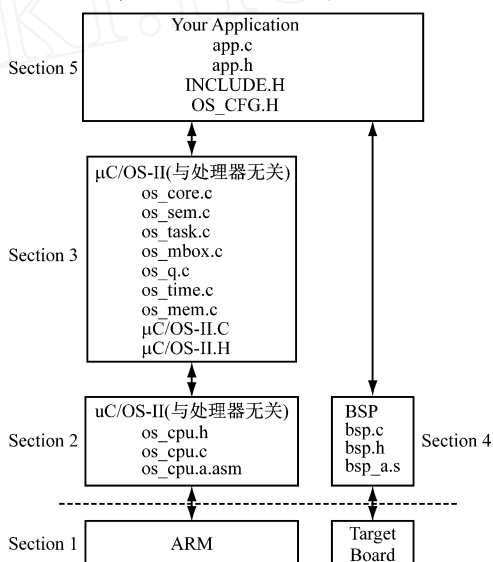 Your Application
app.c
app.h
INCLUDE.H
OS_CFG.H
Section 5
μC/OS-II(与处理器无关)
os_core.c
os_sem.c
os_task.c
os_mbox.c
os_q.c
os_time.c
os_mem.c
μC/OS-II.C
μC/OS-II.H
Section 3
uC/OS-II(与处理器无关)
os_cpu.h
os_cpu.c
os_cpu.a.asm
Section 2
BSP
bsp.c
bsp.h
bsp_a.s
Section 4
Section 1
ARM
Target
Board